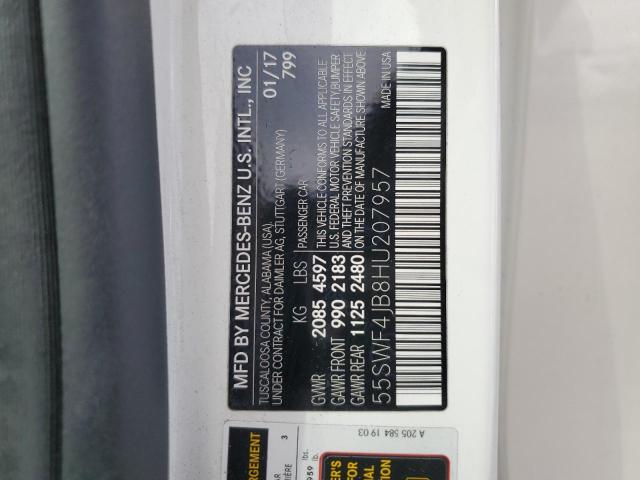 MFD BY MERCEDES-BENZ U.S. INTL., INC
TUSCALOOSA COUNTY, ALABAMA (USA) 01/17
UNDER CONTRACT FOR DAIMLER AG, STUTTGART (GERMANY) 799
KG LBS PASSENGER CAR
GVWR 2085 4597 THIS VEHICLE CONFORMS TO ALL APPLICABLE
GAWR FRONT 990 2183 U.S. FEDERAL MOTOR VEHICLE SAFETY, BUMPER
GAWR REAR 1125 2480 AND THEFT PREVENTION STANDARDS IN EFFECT
ON THE DATE OF MANUFACTURE SHOWN ABOVE
55SWF4JB8HU207957 MADE IN USA
A 205 584 19 03
3
lbs.
lb.